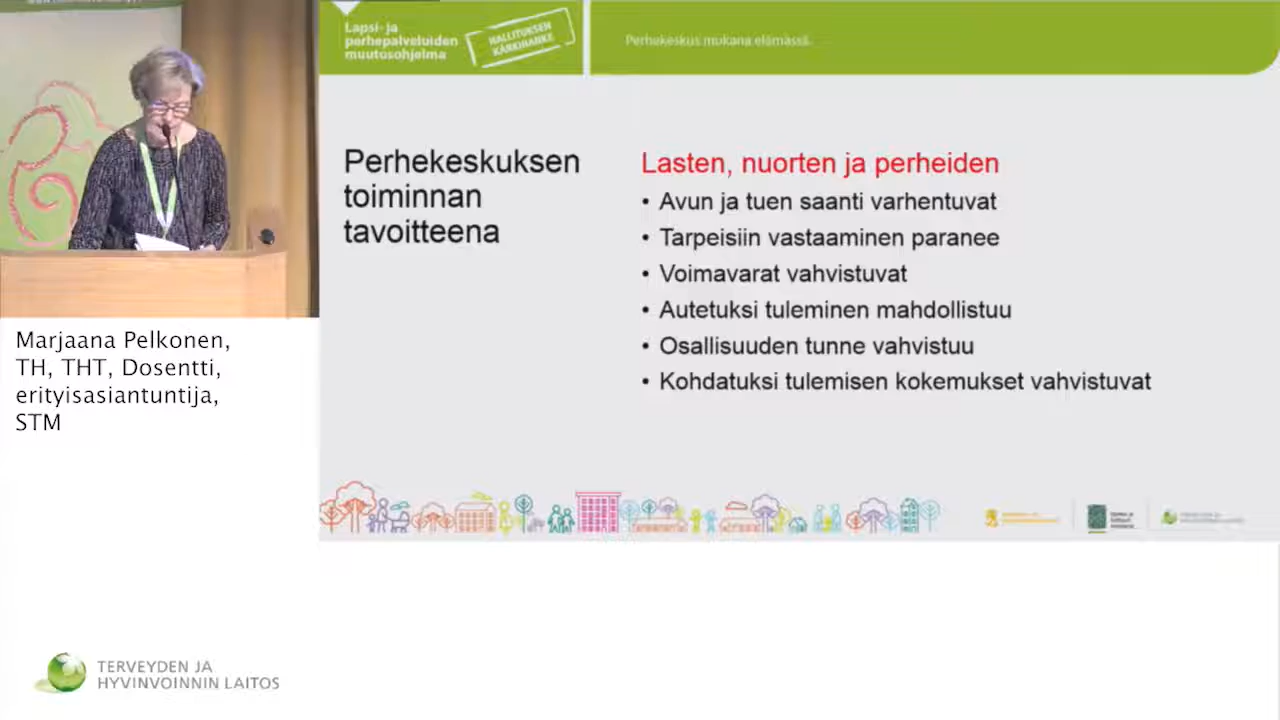 Lapsi- ja
perhepalveluiden
muutosohjelma
HALLITUKSEN
KÄRKIHANKE
Perhekeskus mukana elämässä.
Perhekeskuksen
toiminnan
tavoitteena
Lasten, nuorten ja perheiden
• Avun ja tuen saanti varhentuvat
• Tarpeisiin vastaaminen paranee
• Voimavarat vahvistuvat
• Autetuksi tuleminen mahdollistuu
• Osallisuuden tunne vahvistuu
• Kohdatuksi tulemisen kokemukset vahvistuvat
Marjaana Pelkonen,
TH, THT, Dosentti,
erityisasiantuntija,
STM
TERVEYDEN JA
HYVINVOINNIN LAITOS